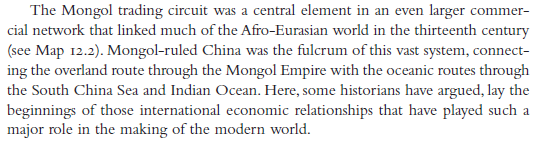 The Mongol trading circuit was a central element in an even larger commer-
cial network that linked much of the Afro-Eurasian world in the thirteenth century
(see Map 12.2). Mongol-ruled China was the fulcrum of this vast system, connect-
ing the overland route through the Mongol Empire with the oceanic routes through
the South China Sea and Indian Ocean. Here, some historians have argued, lay the
beginnings of those international economic relationships that have played such a
major role in the making of the modern world.